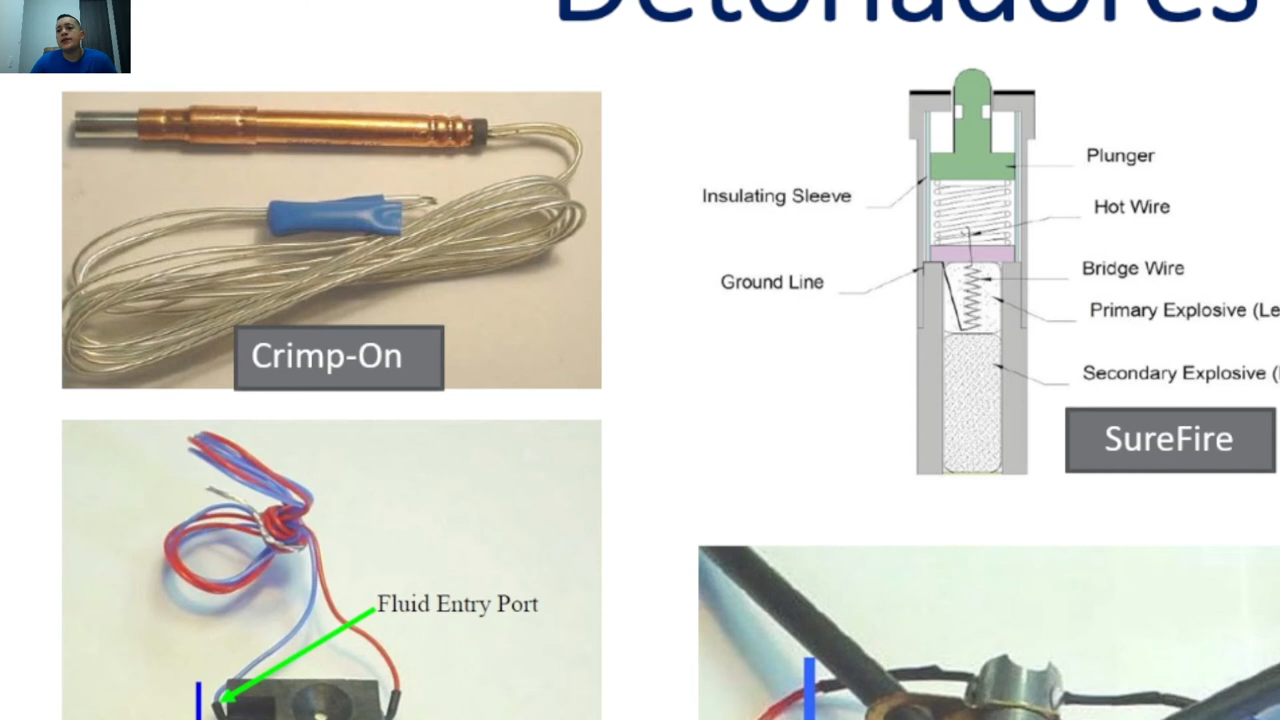 Detonadores
Plunger
Insulating Sleeve
Hot Wire
Bridge Wire
Ground Line
Primary Explosive (Le
Secondary Explosive (
Crimp-On
SureFire
Fluid Entry Port